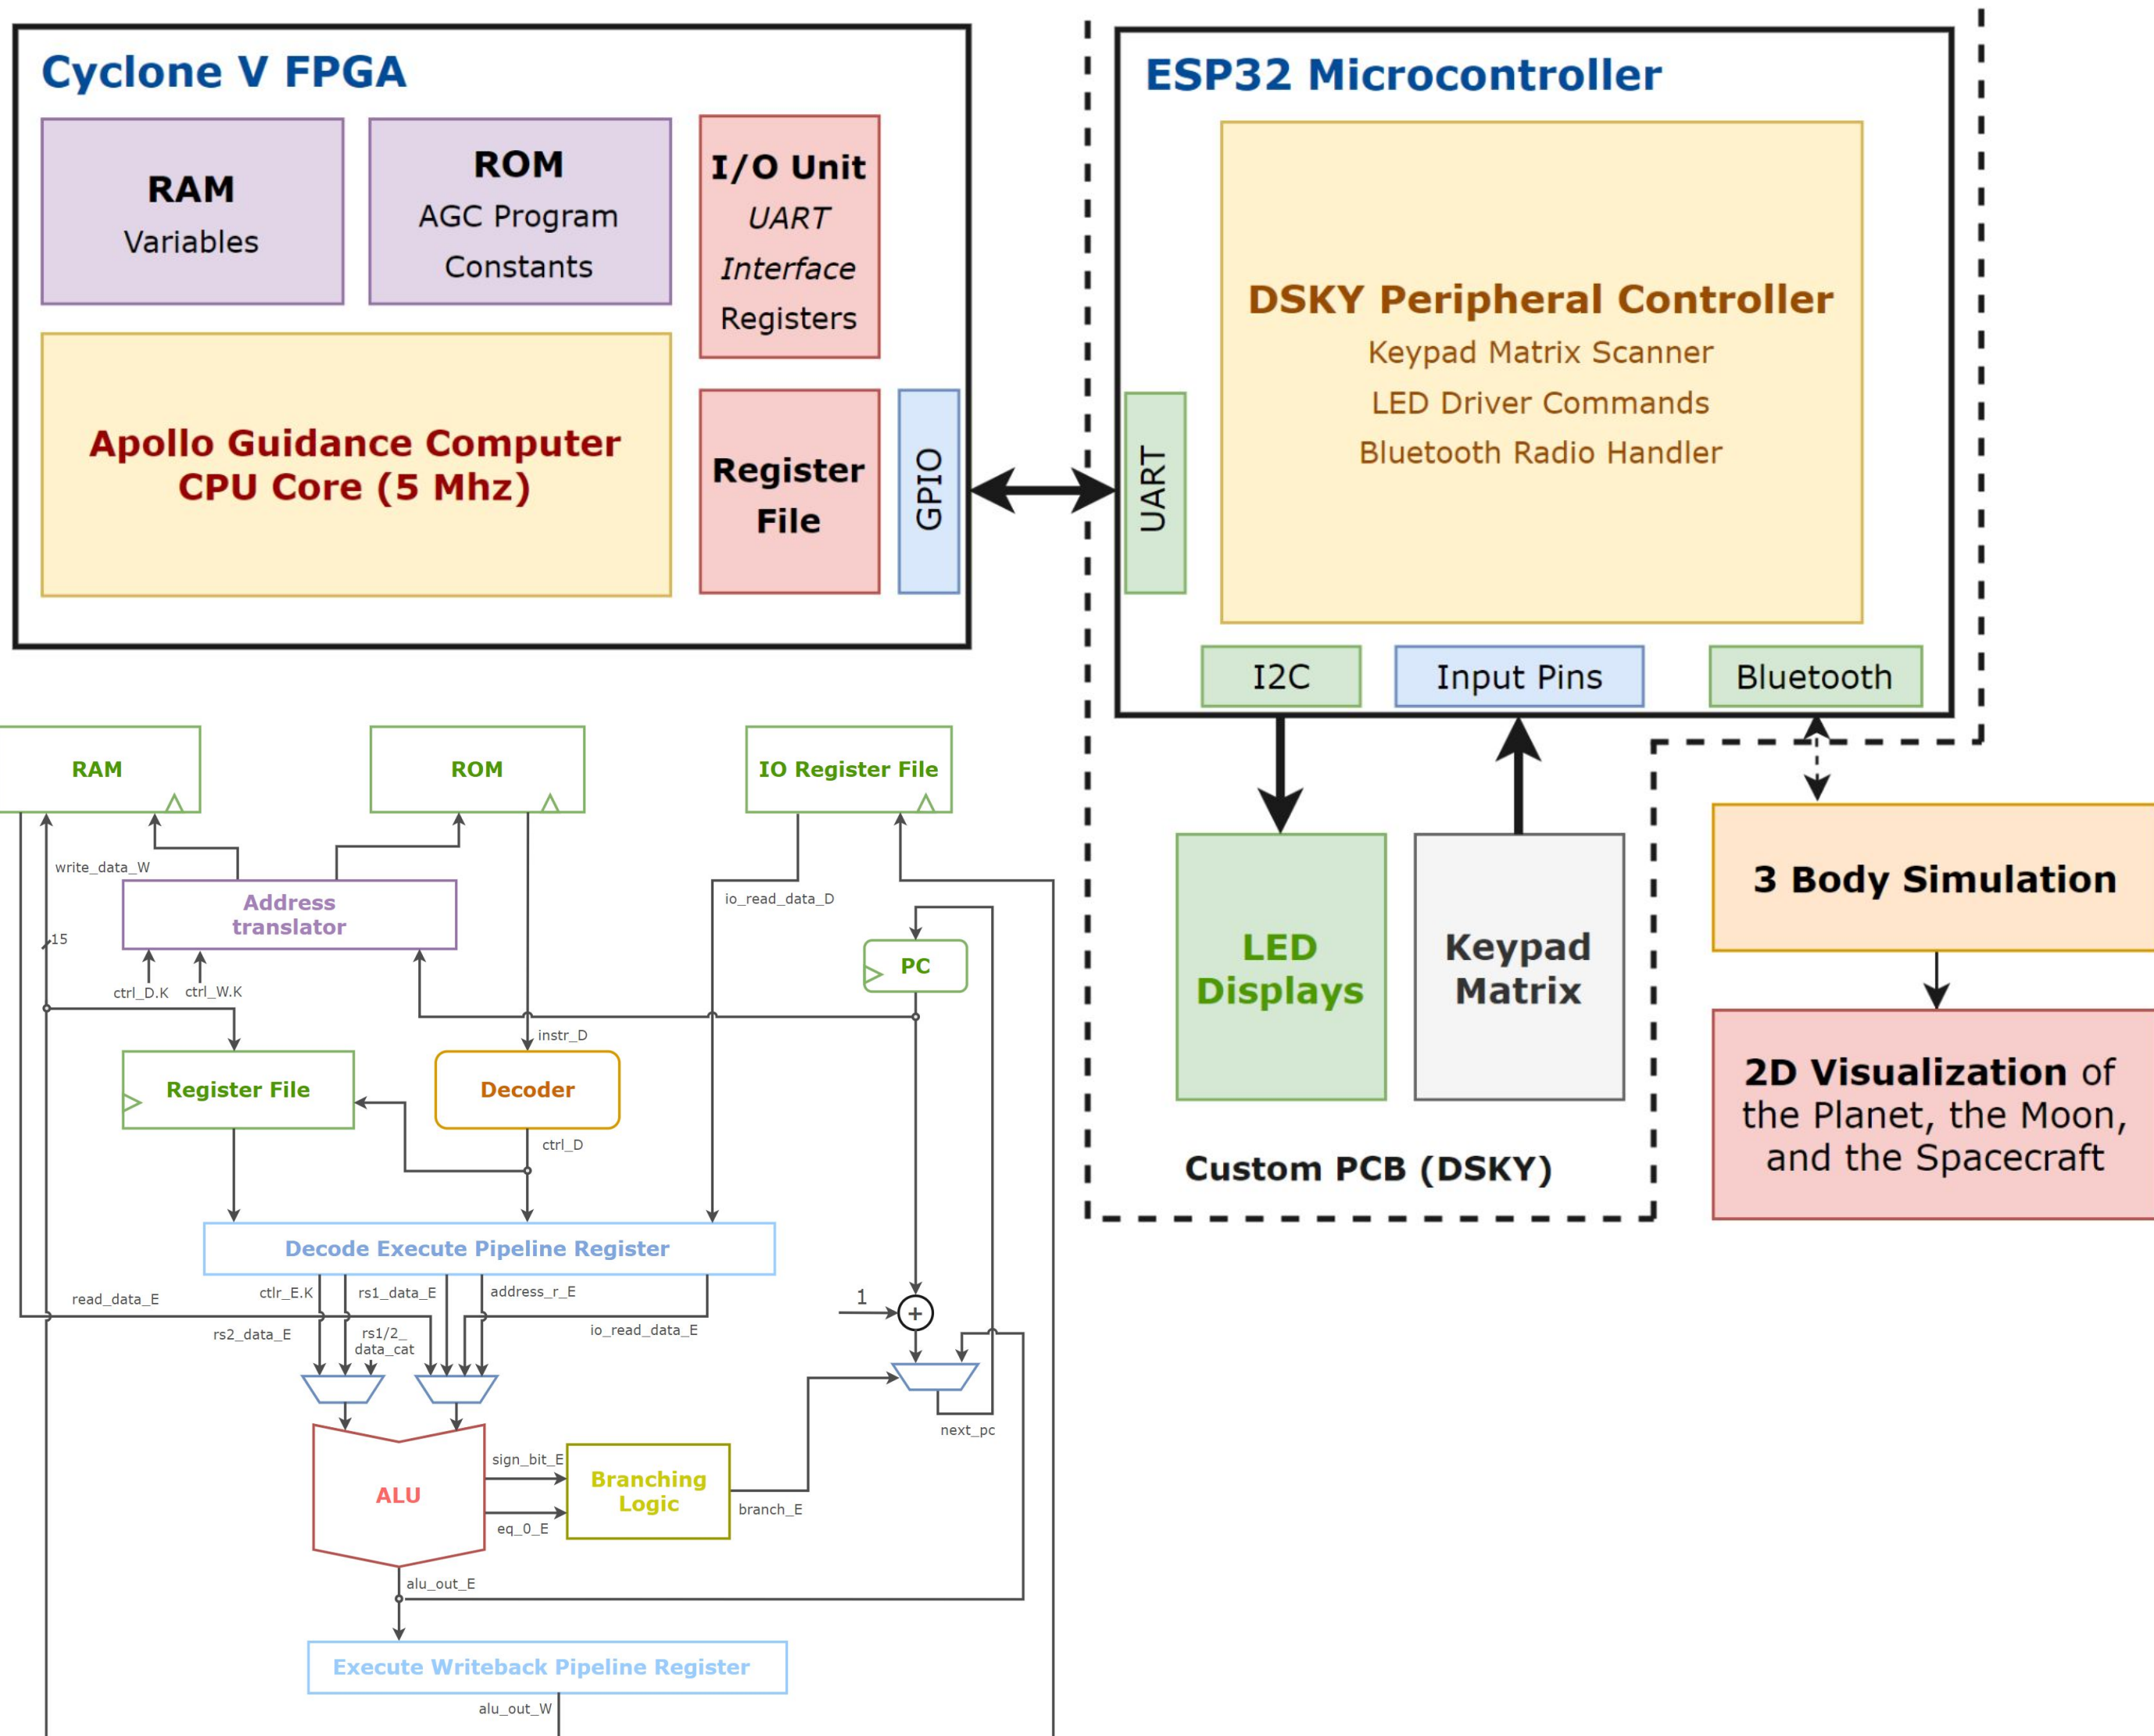 Cyclone V FPGA
RAM
Variables
ROM
AGC Program
Constants
I/O Unit
UART
Interface
Registers
Apollo Guidance Computer
CPU Core (5 Mhz)
Register
File
GPIO
ESP32 Microcontroller
DSKY Peripheral Controller
Keypad Matrix Scanner
LED Driver Commands
Bluetooth Radio Handler
UART
I2C
Input Pins
Bluetooth
LED
Displays
Keypad
Matrix
Custom PCB (DSKY)
3 Body Simulation
2D Visualization of
the Planet, the Moon,
and the Spacecraft
RAM
ROM
IO Register File
write_data_W
Address
translator
io_read_data_D
15
PC
ctrl_D.K
ctrl_W.K
instr_D
Register File
Decoder
ctrl_D
Decode Execute Pipeline Register
read_data_E
ctlr_E.K
rs1_data_E
address_r_E
1
+
rs2_data_E
rs1/2_
data_cat
io_read_data_E
next_pc
sign_bit_E
ALU
Branching
Logic
branch_E
eq_0_E
alu_out_E
Execute Writeback Pipeline Register
alu_out_W